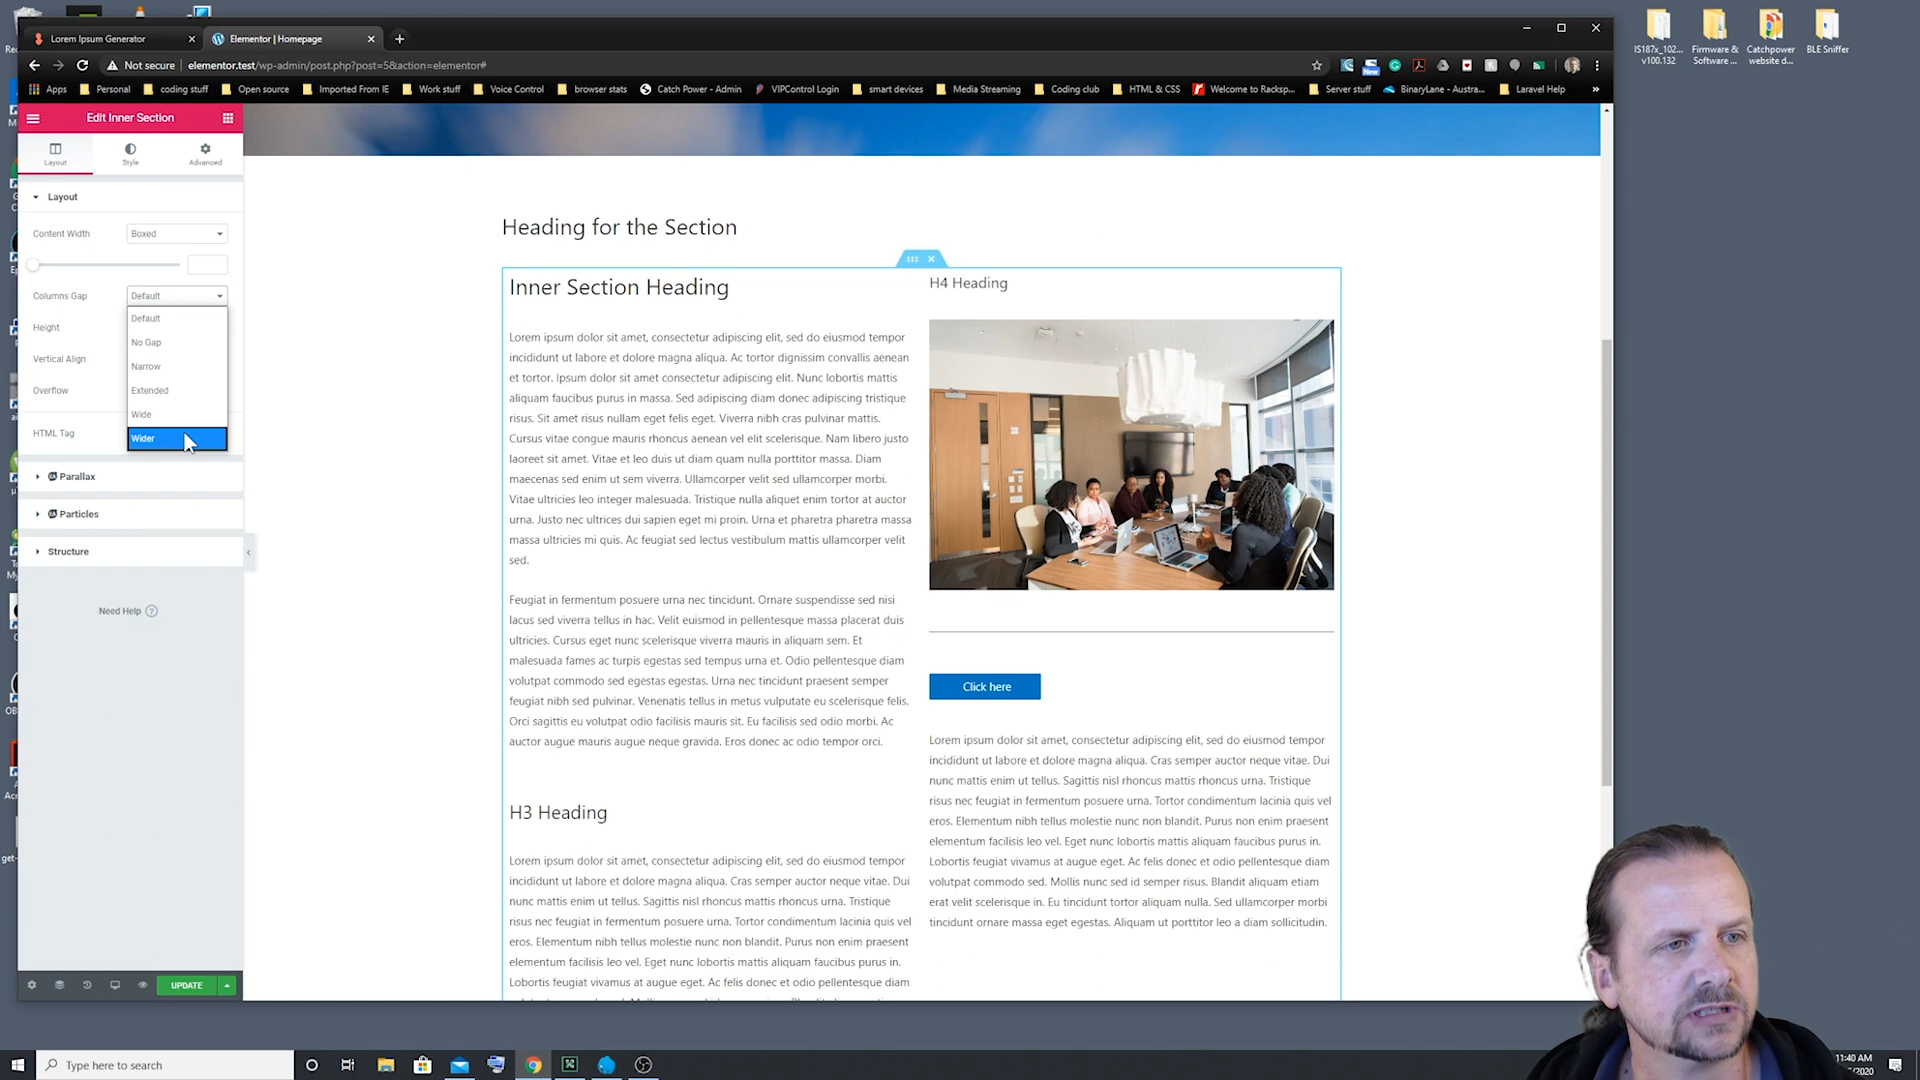 Lorem Ipsum Generator
Elementor | Homepage
Not secure
elementor.test/wp-admin/post.php?post=5&action=elementor#
Apps
Personal
coding stuff
Open source
Imported From IE
Work stuff
Voice Control
browser stats
Catch Power - Admin
VIPControl Login
smart devices
Media Streaming
Coding club
HTML & CSS
Welcome to Racksp...
Server stuff
BinaryLane - Austra...
Laravel Help
IS187x_102...
v100.132
Firmware &
Software ...
Catchpower
website d...
BLE Sniffer
New
Edit Inner Section
Layout
Style
Advanced
Layout
Content Width
Boxed
Columns Gap
Default
Default
No Gap
Narrow
Extended
Wide
Wider
Height
Vertical Align
Overflow
HTML Tag
Parallax
Particles
Structure
Need Help
UPDATE
Heading for the Section
Inner Section Heading
Lorem ipsum dolor sit amet, consectetur adipiscing elit, sed do eiusmod tempor
incididunt ut labore et dolore magna aliqua. Ac tortor dignissim convallis aenean
et tortor. Ipsum dolor sit amet consectetur adipiscing elit. Nunc lobortis mattis
aliquam faucibus purus in massa. Sed adipiscing diam donec adipiscing tristique
risus. Sit amet risus nullam eget felis eget. Viverra nibh cras pulvinar mattis.
Cursus vitae congue mauris rhoncus aenean vel elit scelerisque. Nam libero justo
laoreet sit amet. Vitae et leo duis ut diam quam nulla porttitor massa. Diam
maecenas sed enim ut sem viverra. Ullamcorper velit sed ullamcorper morbi.
Vitae ultricies leo integer malesuada. Tristique nulla aliquet enim tortor at auctor
urna. Justo nec ultrices dui sapien eget mi proin. Urna et pharetra pharetra massa
massa ultricies mi quis. Ac feugiat sed lectus vestibulum mattis ullamcorper velit
sed.
Feugiat in fermentum posuere urna nec tincidunt. Ornare suspendisse sed nisi
lacus sed viverra tellus in hac. Velit euismod in pellentesque massa placerat duis
ultricies. Cursus eget nunc scelerisque viverra mauris in aliquam sem. Et
malesuada fames ac turpis egestas sed tempus urna et. Odio pellentesque diam
volutpat commodo sed egestas egestas. Urna nec tincidunt praesent semper
feugiat nibh sed pulvinar. Venenatis tellus in metus vulputate eu scelerisque felis.
Orci sagittis eu volutpat odio facilisis mauris sit. Eu facilisis sed odio morbi. Ac
auctor augue mauris augue neque gravida. Eros donec ac odio tempor orci.
H3 Heading
Lorem ipsum dolor sit amet, consectetur adipiscing elit, sed do eiusmod tempor
incididunt ut labore et dolore magna aliqua. Cras semper auctor neque vitae. Dui
nunc mattis enim ut tellus. Sagittis nisl rhoncus mattis rhoncus urna. Tristique
risus nec feugiat in fermentum posuere urna. Tortor condimentum lacinia quis vel
eros. Elementum nibh tellus molestie nunc non blandit. Purus non enim praesent
elementum facilisis leo vel. Eget nunc lobortis mattis aliquam faucibus purus in.
Lobortis feugiat vivamus at augue eget. Ac felis donec et odio pellentesque diam
H4 Heading
Click here
Lorem ipsum dolor sit amet, consectetur adipiscing elit, sed do eiusmod tempor
incididunt ut labore et dolore magna aliqua. Cras semper auctor neque vitae. Dui
nunc mattis enim ut tellus. Sagittis nisl rhoncus mattis rhoncus urna. Tristique
risus nec feugiat in fermentum posuere urna. Tortor condimentum lacinia quis vel
eros. Elementum nibh tellus molestie nunc non blandit. Purus non enim praesent
elementum facilisis leo vel. Eget nunc lobortis mattis aliquam faucibus purus in.
Lobortis feugiat vivamus at augue eget. Ac felis donec et odio pellentesque diam
volutpat commodo sed. Mollis nunc sed id semper risus. Blandit aliquam etiam
erat velit scelerisque in. Eu tincidunt tortor aliquam nulla. Sed ullamcorper morbi
tincidunt ornare massa eget egestas. Aliquam ut porttitor leo a diam sollicitudin.
Type here to search
11:40 AM
/2020